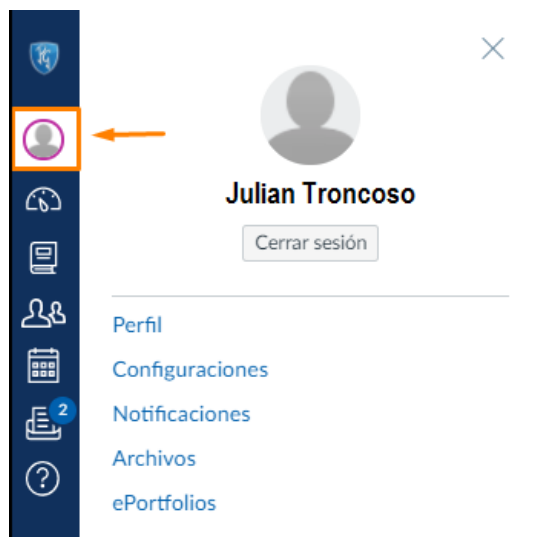 Julian Troncoso
Cerrar sesión
Perfil
Configuraciones
2
Notificaciones
Archivos
?
ePortfolios